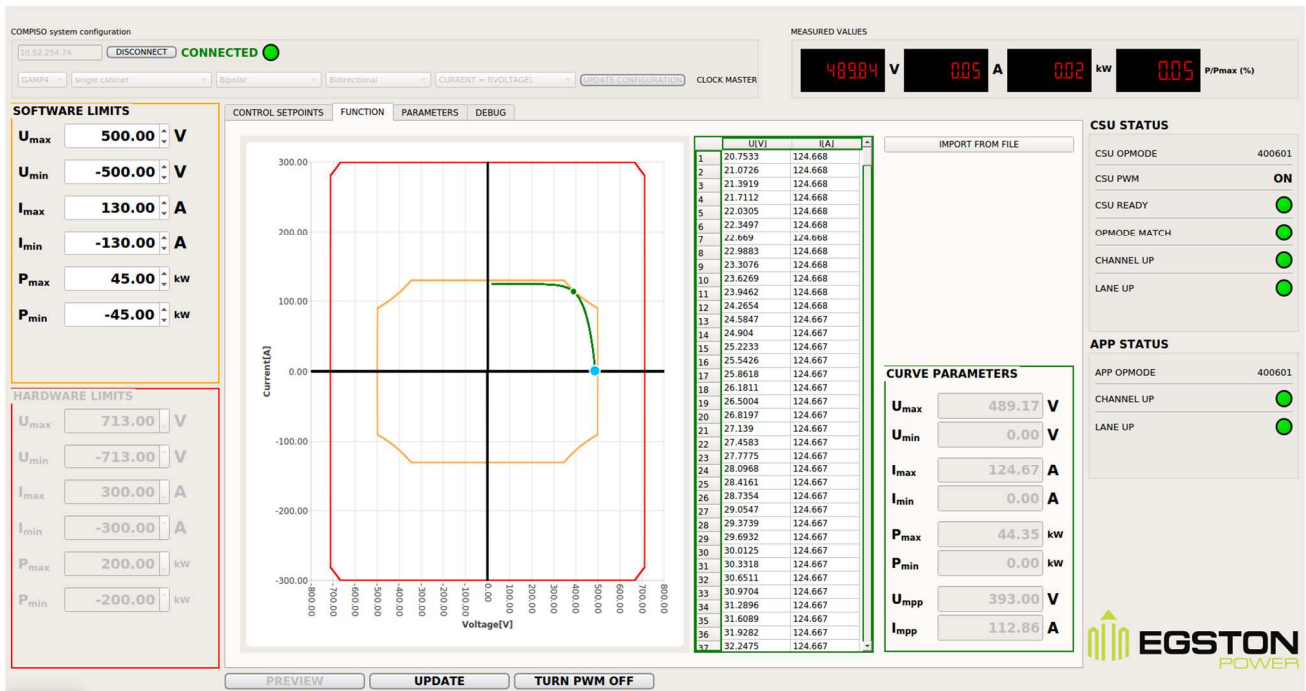 COMPISO system configuration
10.52.254.74
DISCONNECT
CONNECTED
GAMP4
single cabinet
Bipolar
Bidirectional
CURRENT = f(VOLTAGE)
UPDATE CONFIGURATION
CLOCK MASTER
MEASURED VALUES
489.84 V
0.05 A
0.02 kW
0.05 P/Pmax (%)
SOFTWARE LIMITS
Umax 500.00 V
Umin -500.00 V
Imax 130.00 A
Imin -130.00 A
Pmax 45.00 kW
Pmin -45.00 kW
HARDWARE LIMITS
Umax 713.00 V
Umin -713.00 V
Imax 300.00 A
Imin -300.00 A
Pmax 200.00 kW
Pmin -200.00 kW
CONTROL SETPOINTS
FUNCTION
PARAMETERS
DEBUG
300.00
200.00
100.00
0.00
-100.00
-200.00
-300.00
Current[A]
-800.00
-700.00
-600.00
-500.00
-400.00
-300.00
-200.00
-100.00
0.00
100.00
200.00
300.00
400.00
500.00
600.00
700.00
800.00
Voltage[V]
U[V] I[A]
1 20.7533 124.668
2 21.0726 124.668
3 21.3919 124.668
4 21.7112 124.668
5 22.0305 124.668
6 22.3497 124.668
7 22.669 124.668
8 22.9883 124.668
9 23.3076 124.668
10 23.6269 124.668
11 23.9462 124.668
12 24.2654 124.668
13 24.5847 124.667
14 24.904 124.667
15 25.2233 124.667
16 25.5426 124.667
17 25.8618 124.667
18 26.1811 124.667
19 26.5004 124.667
20 26.8197 124.667
21 27.139 124.667
22 27.4583 124.667
23 27.7775 124.667
24 28.0968 124.667
25 28.4161 124.667
26 28.7354 124.667
27 29.0547 124.667
28 29.3739 124.667
29 29.6932 124.667
30 30.0125 124.667
31 30.3318 124.667
32 30.6511 124.667
33 30.9704 124.667
34 31.2896 124.667
35 31.6089 124.667
36 31.9282 124.667
37 32.2475 124.667
IMPORT FROM FILE
CURVE PARAMETERS
Umax 489.17 V
Umin 0.00 V
Imax 124.67 A
Imin 0.00 A
Pmax 44.35 kW
Pmin 0.00 kW
Umpp 393.00 V
Impp 112.86 A
CSU STATUS
CSU OPMODE 400601
CSU PWM ON
CSU READY
OPMODE MATCH
CHANNEL UP
LANE UP
APP STATUS
APP OPMODE 400601
CHANNEL UP
LANE UP
EGSTON
POWER
PREVIEW
UPDATE
TURN PWM OFF